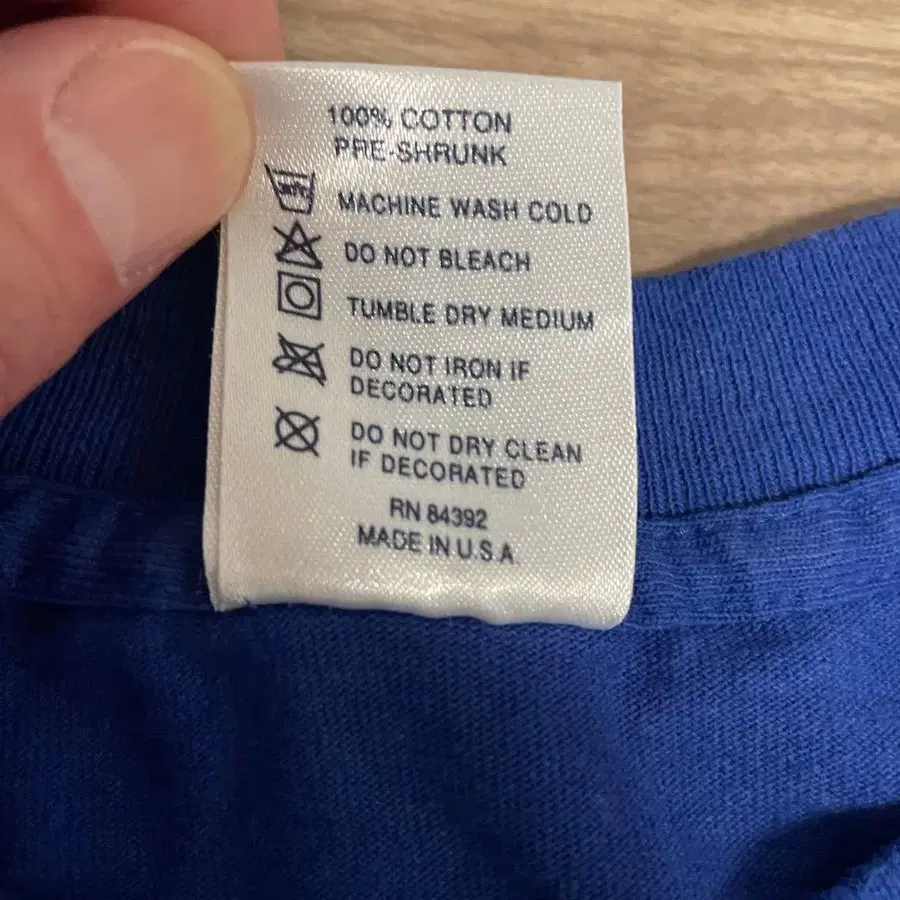 100% COTTON
PRE-SHRUNK
MACHINE WASH COLD
DO NOT BLEACH
TUMBLE DRY MEDIUM
DO NOT IRON IF
DECORATED
DO NOT DRY CLEAN
IF DECORATED
RN 84392
MADE IN U.S.A.